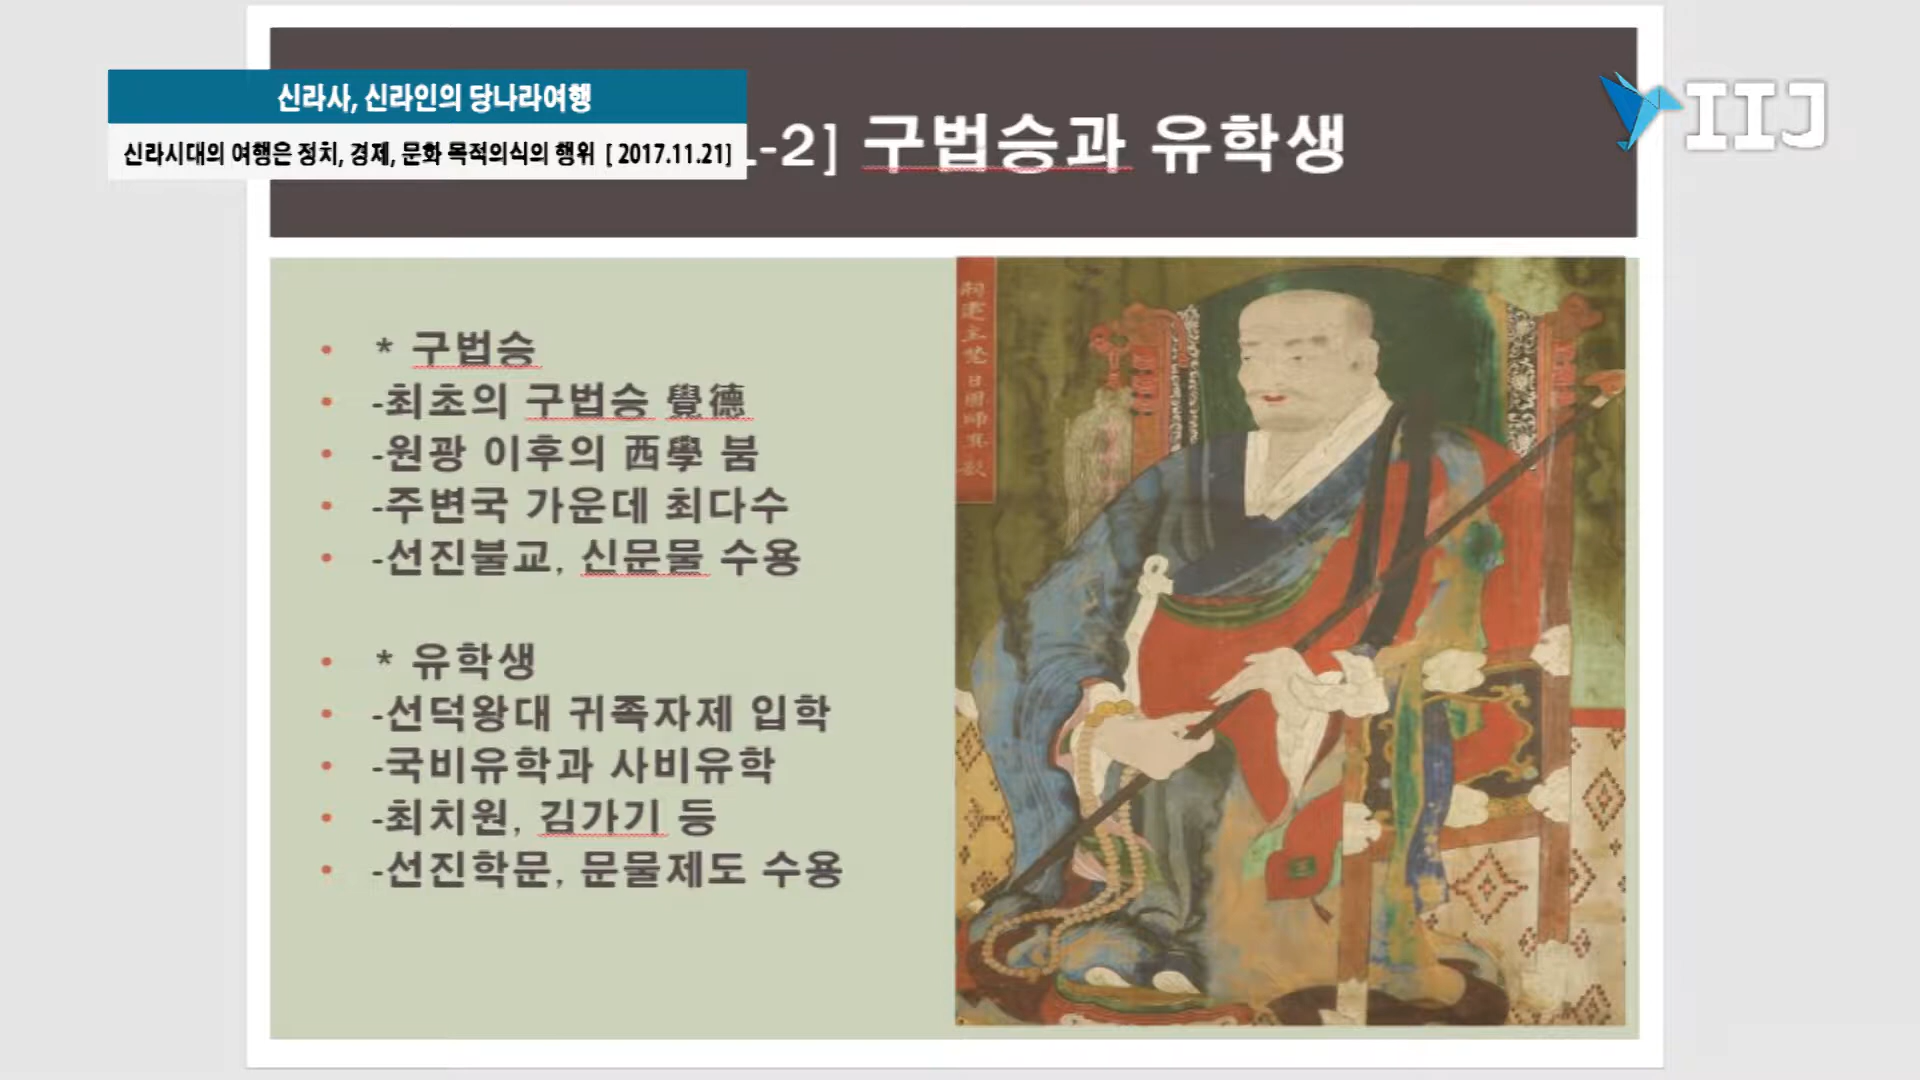 신라사, 신라인의 당나라여행
신라시대의 여행은 정치, 경제, 문화 목적의식의 행위 [ 2017.11.21]
-2] 구법승과 유학생
IIJ
* 구법승
-최초의 구법승 覺德
-원광 이후의 西學 붐
-주변국 가운데 최다수
-선진불교, 신문물 수용
* 유학생
-선덕왕대 귀족자제 입학
-국비유학과 사비유학
-최치원, 김가기 등
-선진학문, 문물제도 수용